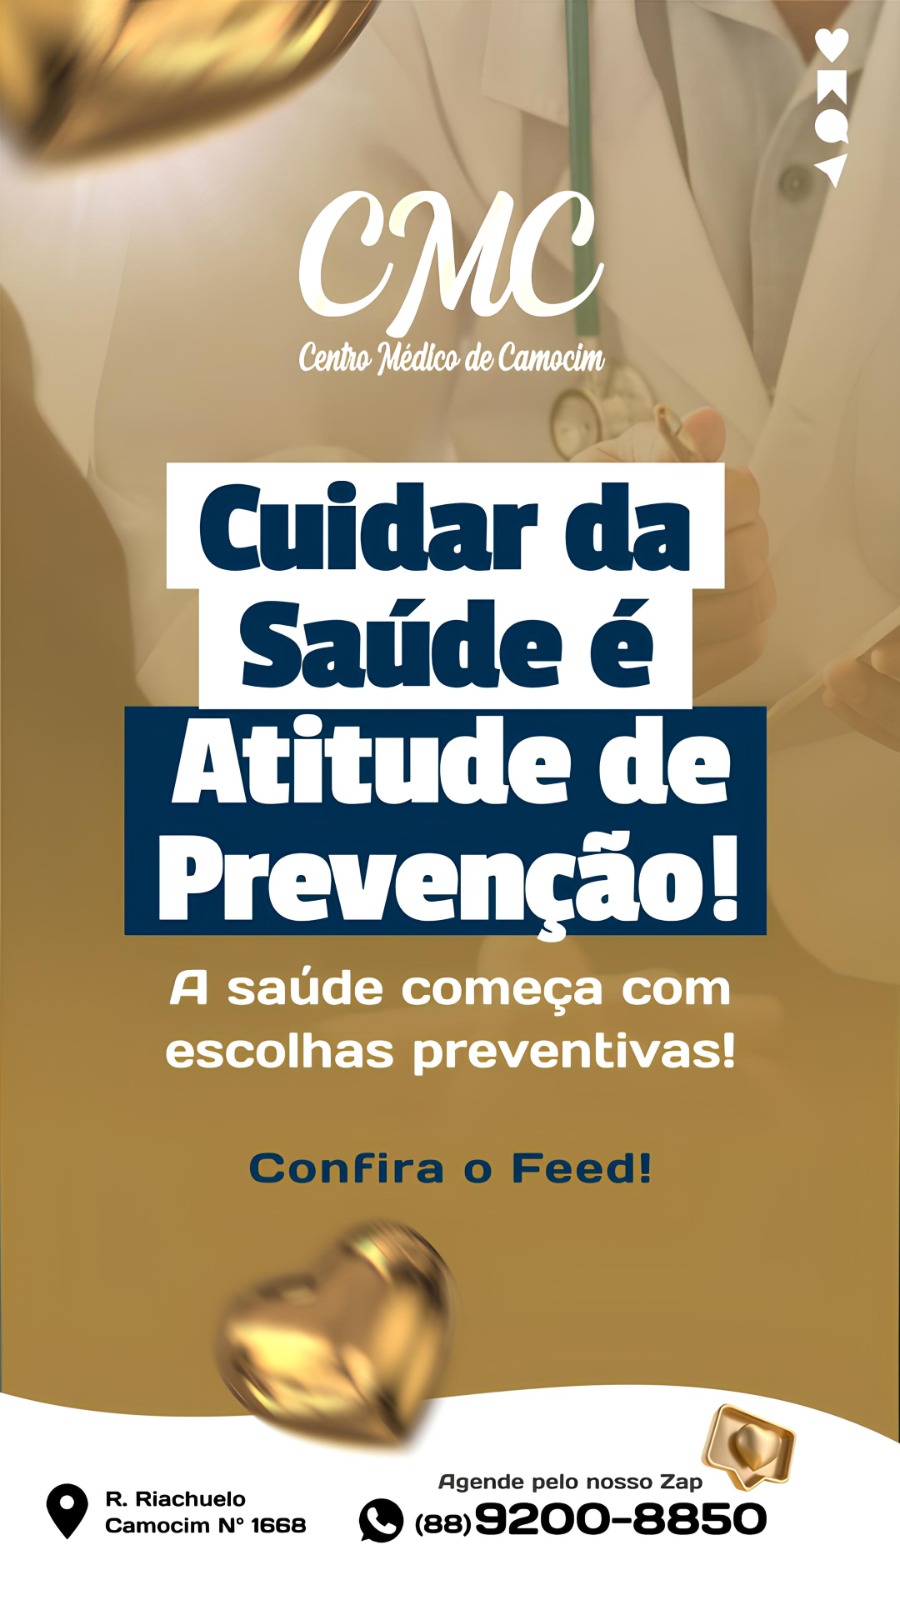 CMC
Centro Médico de Camocim
Cuidar da
Saúde é
Atitude de
Prevenção!
A saúde começa com
escolhas preventivas!
Confira o Feed!
Agende pelo nosso Zap
R. Riachuelo
Camocim N° 1668
(88)9200-8850